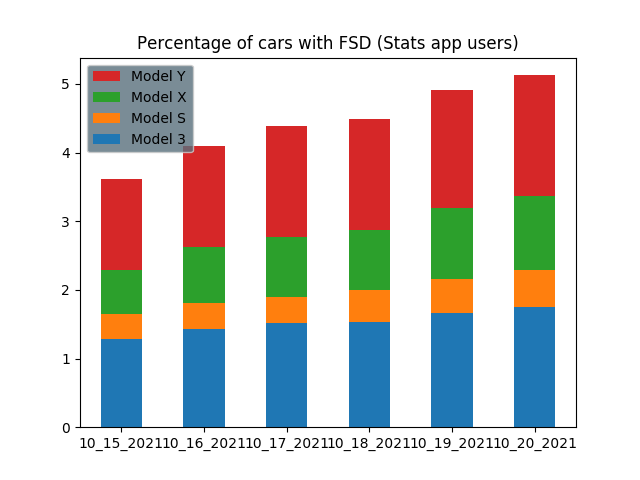 Percentage of cars with FSD (Stats app users)
Model Y
Model X
Model S
Model 3
5
4
3
2
1
0
10_15_2021 10_16_2021 10_17_2021 10_18_2021 10_19_2021 10_20_2021